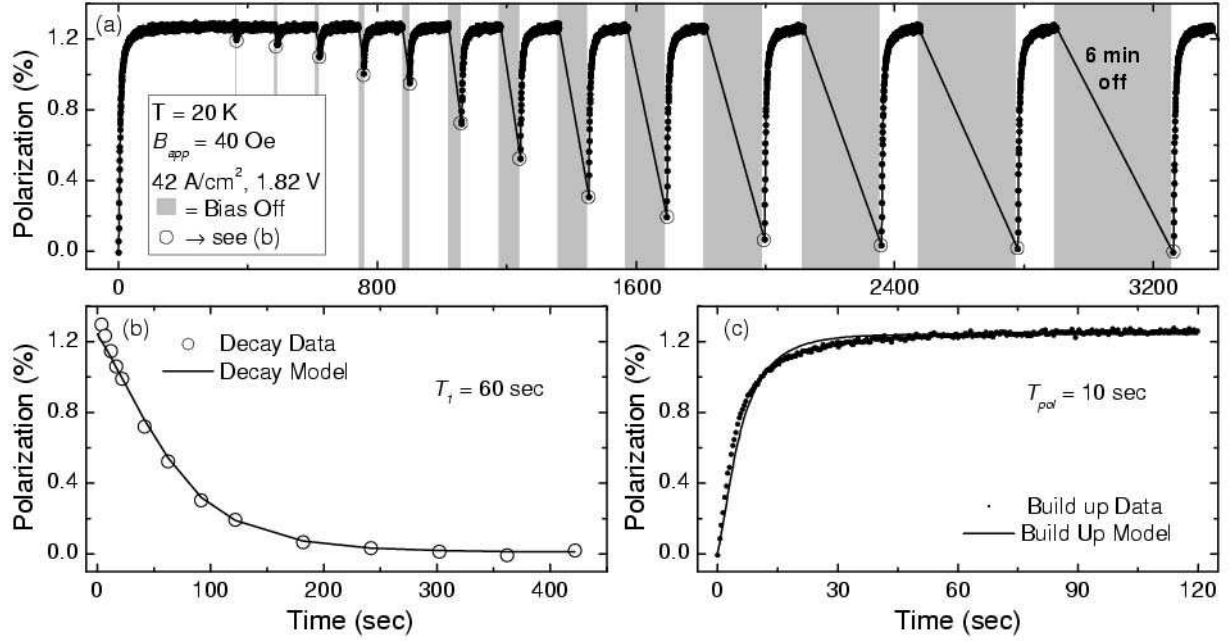 (a)
Polarization (%)
1.2
0.8
0.4
0.0
T = 20 K
B_app = 40 Oe
42 A/cm², 1.82 V
= Bias Off
○ → see (b)
6 min
off
0 800 1600 2400 3200
(b)
Polarization (%)
1.2
0.8
0.4
0.0
Decay Data
Decay Model
T_1 = 60 sec
0 100 200 300 400
Time (sec)
(c)
Polarization (%)
1.2
0.8
0.4
0.0
T_pol = 10 sec
Build up Data
Build Up Model
0 30 60 90 120
Time (sec)